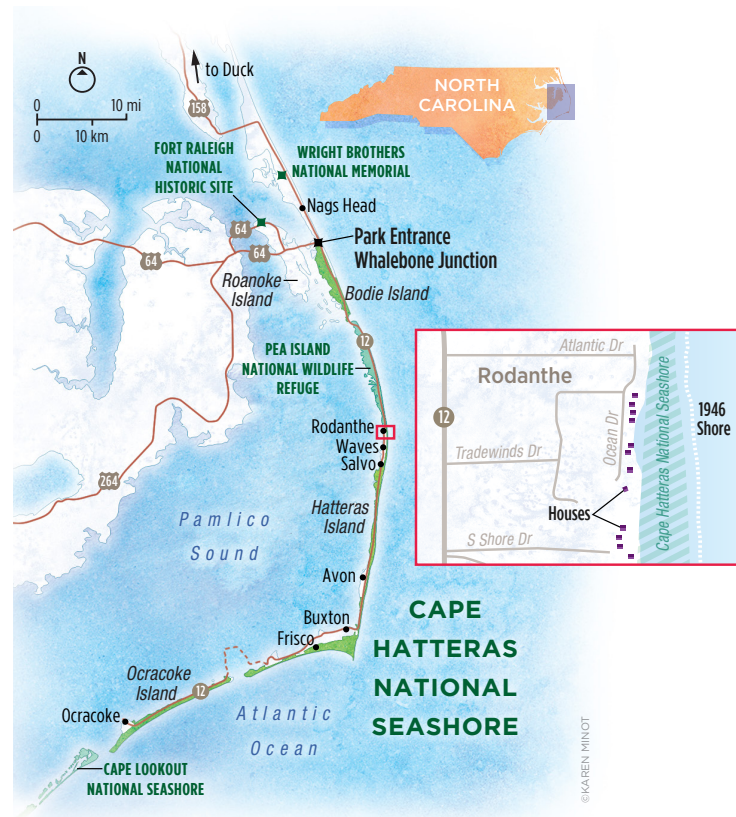 N
to Duck
0 10 mi
0 10 km
158
NORTH
CAROLINA
FORT RALEIGH
NATIONAL
HISTORIC SITE
WRIGHT BROTHERS
NATIONAL MEMORIAL
Nags Head
64
64
64
Park Entrance
Whalebone Junction
Roanoke
Island
Bodie Island
12
PEA ISLAND
NATIONAL WILDLIFE
REFUGE
Rodanthe
Waves
Salvo
264
Hatteras
Island
Pamlico
Sound
Avon
Buxton
Frisco
CAPE
HATTERAS
NATIONAL
SEASHORE
Ocracoke
Island
12
Ocracoke
Atlantic
Ocean
CAPE LOOKOUT
NATIONAL SEASHORE
Atlantic Dr
Rodanthe
12
Ocean Dr
Tradewinds Dr
Houses
S Shore Dr
Cape Hatteras National Seashore
1946
Shore
©KAREN MINOT